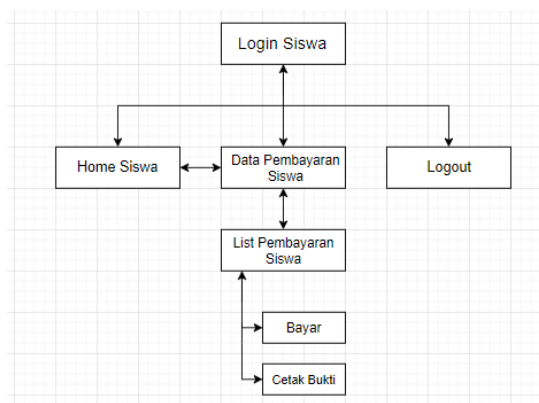 Login Siswa
Home Siswa
Data Pembayaran
Siswa
Logout
List Pembayaran
Siswa
Bayar
Cetak Bukti